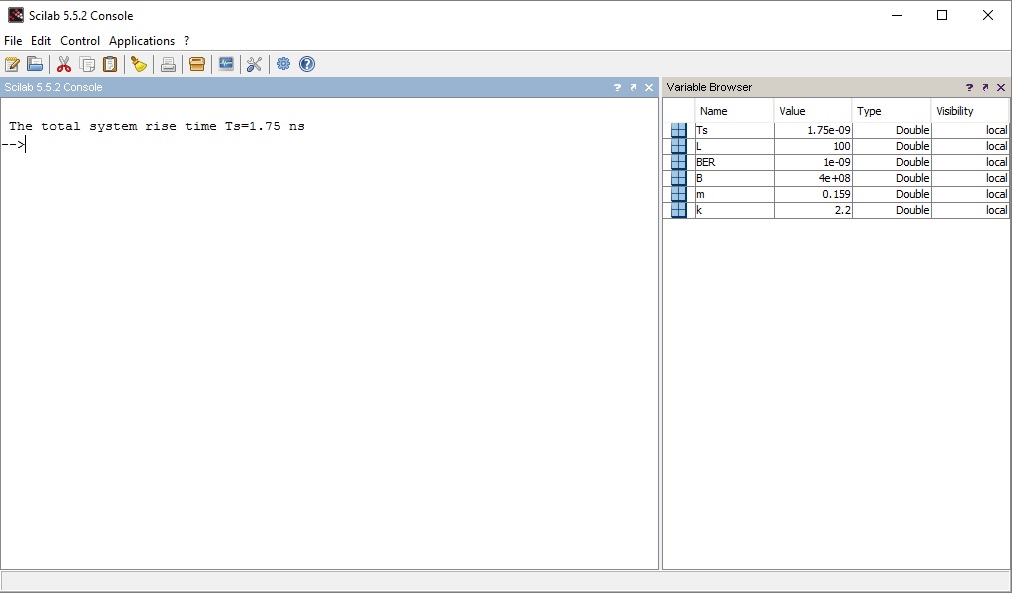 Scilab 5.5.2 Console
File Edit Control Applications ?
Scilab 5.5.2 Console ?
The total system rise time Ts=1.75 ns
-->
Variable Browser ?
Name Value Type Visibility
Ts 1.75e-09 Double local
L 100 Double local
BER 1e-09 Double local
B 4e+08 Double local
m 0.159 Double local
k 2.2 Double local